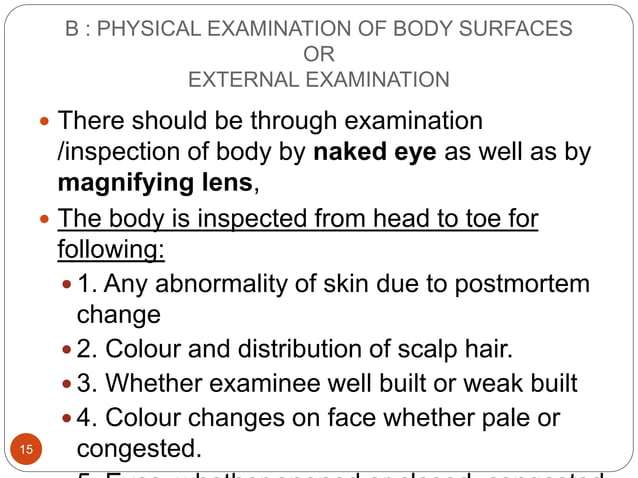 B : PHYSICAL EXAMINATION OF BODY SURFACES
OR
EXTERNAL EXAMINATION
• There should be through examination
/inspection of body by naked eye as well as by
magnifying lens,
• The body is inspected from head to toe for
following:
• 1. Any abnormality of skin due to postmortem
change
• 2. Colour and distribution of scalp hair.
• 3. Whether examinee well built or weak built
• 4. Colour changes on face whether pale or
congested.
15